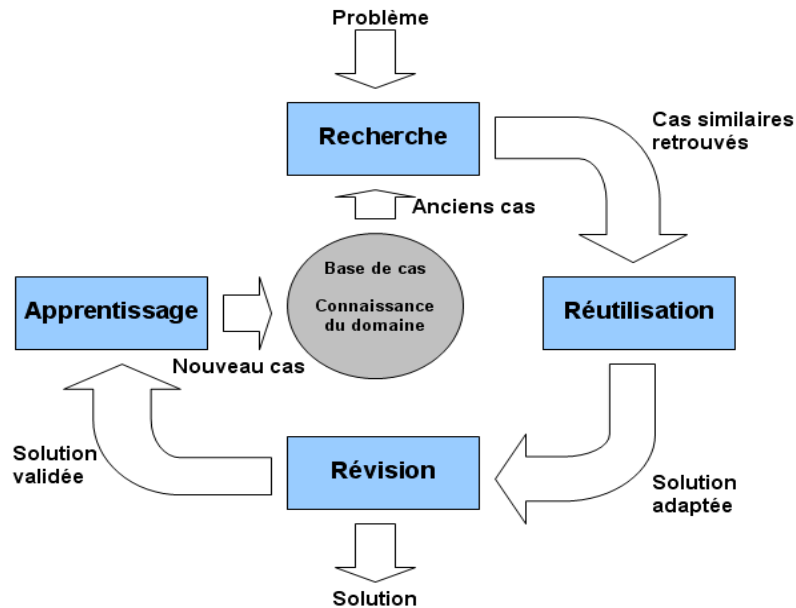 Problème
Recherche
Cas similaires
retrouvés
Anciens cas
Base de cas
Connaissance
du domaine
Apprentissage
Réutilisation
Nouveau cas
Solution
validée
Révision
Solution
adaptée
Solution